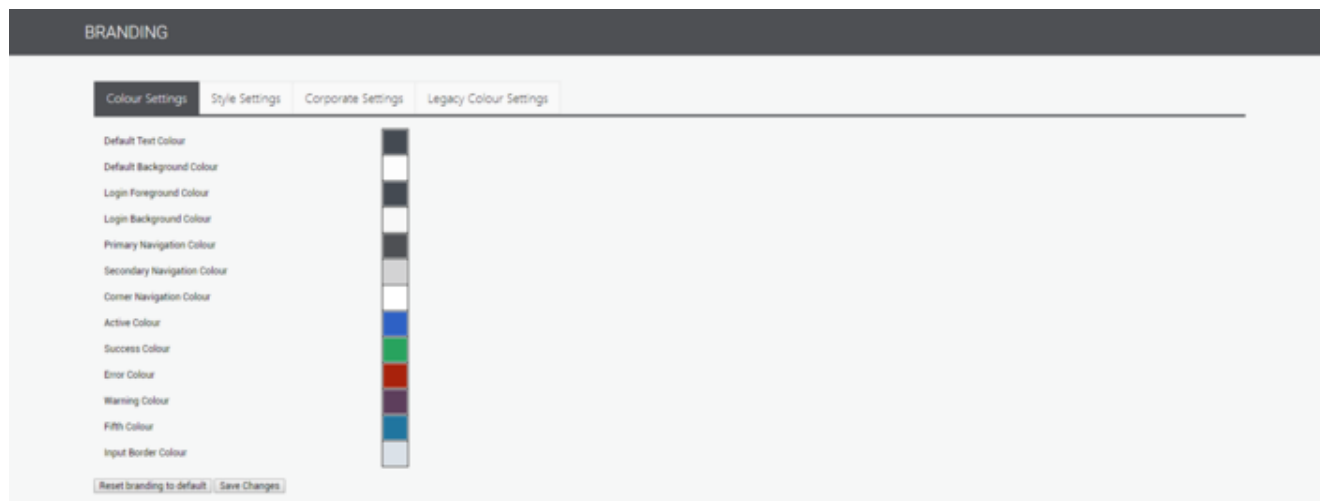 BRANDING
Colour Settings Style Settings Corporate Settings Legacy Colour Settings
Default Text Colour
Default Background Colour
Login Foreground Colour
Login Background Colour
Primary Navigation Colour
Secondary Navigation Colour
Corner Navigation Colour
Active Colour
Success Colour
Error Colour
Warning Colour
Fifth Colour
Input Border Colour
Reset branding to default Save Changes